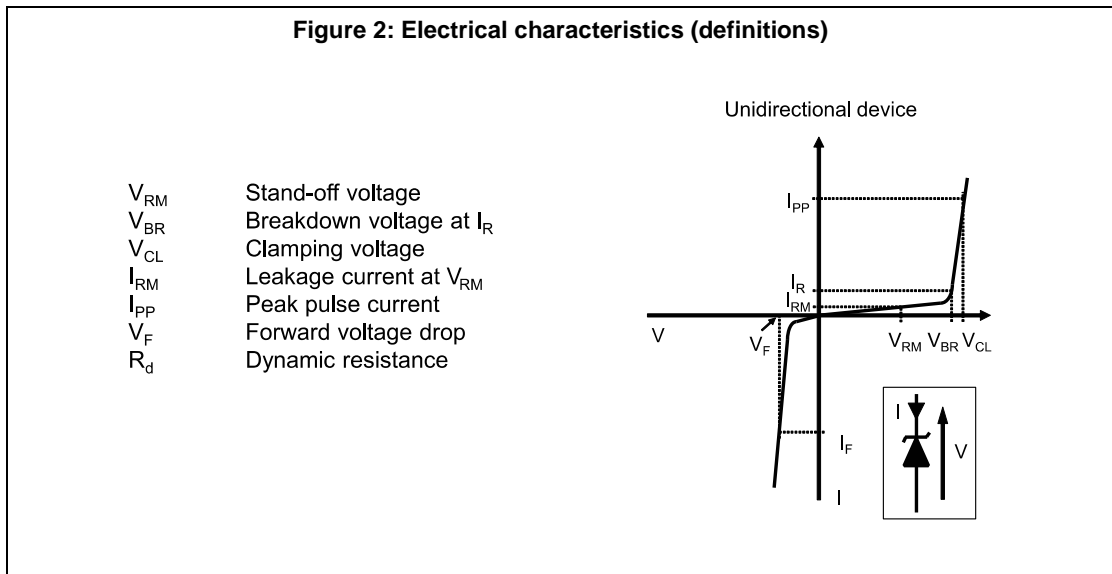 Figure 2: Electrical characteristics (definitions)
V_RM Stand-off voltage
V_BR Breakdown voltage at I_R
V_CL Clamping voltage
I_RM Leakage current at V_RM
I_PP Peak pulse current
V_F Forward voltage drop
R_d Dynamic resistance
Unidirectional device
I_PP
I_R
I_RM
V
V_F
V_RM V_BR V_CL
I_F
I
I
V